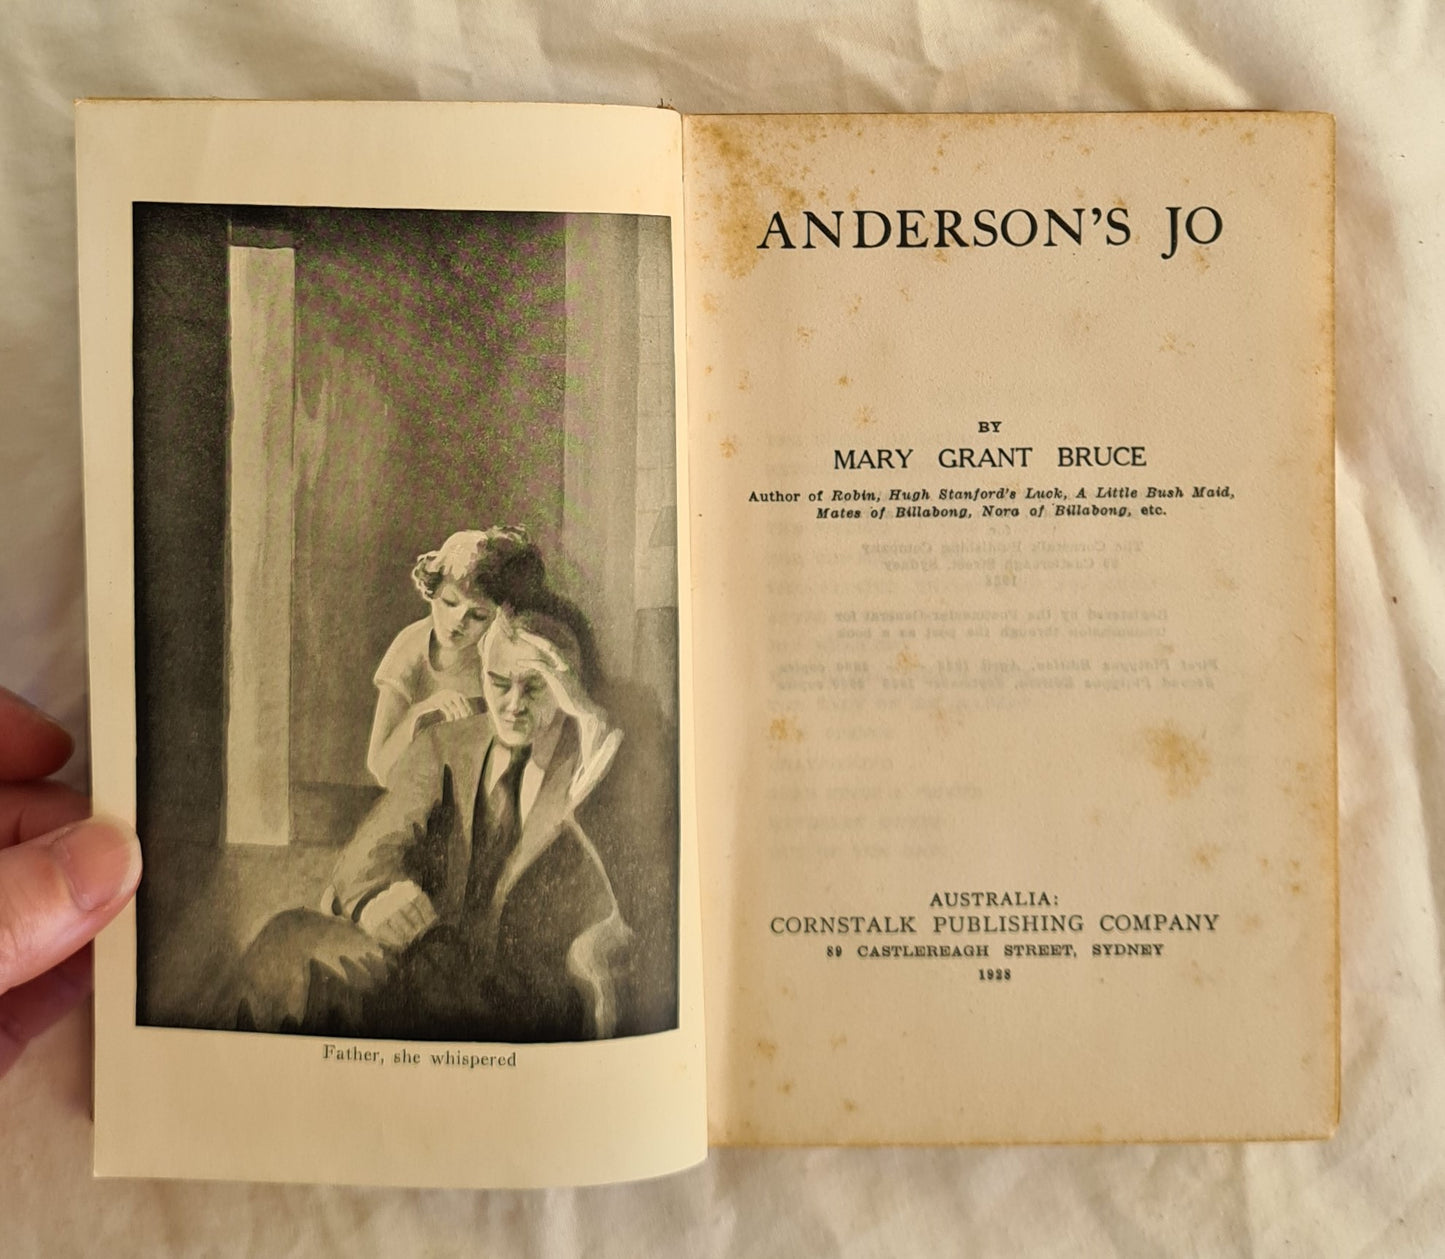 Father, she whispered
ANDERSON'S JO
BY
MARY GRANT BRUCE
Author of Robin, Hugh Stanford's Luck, A Little Bush Maid,
Mates of Billabong, Nora of Billabong, etc.
AUSTRALIA:
CORNSTALK PUBLISHING COMPANY
89 CASTLEREAGH STREET, SYDNEY
1928